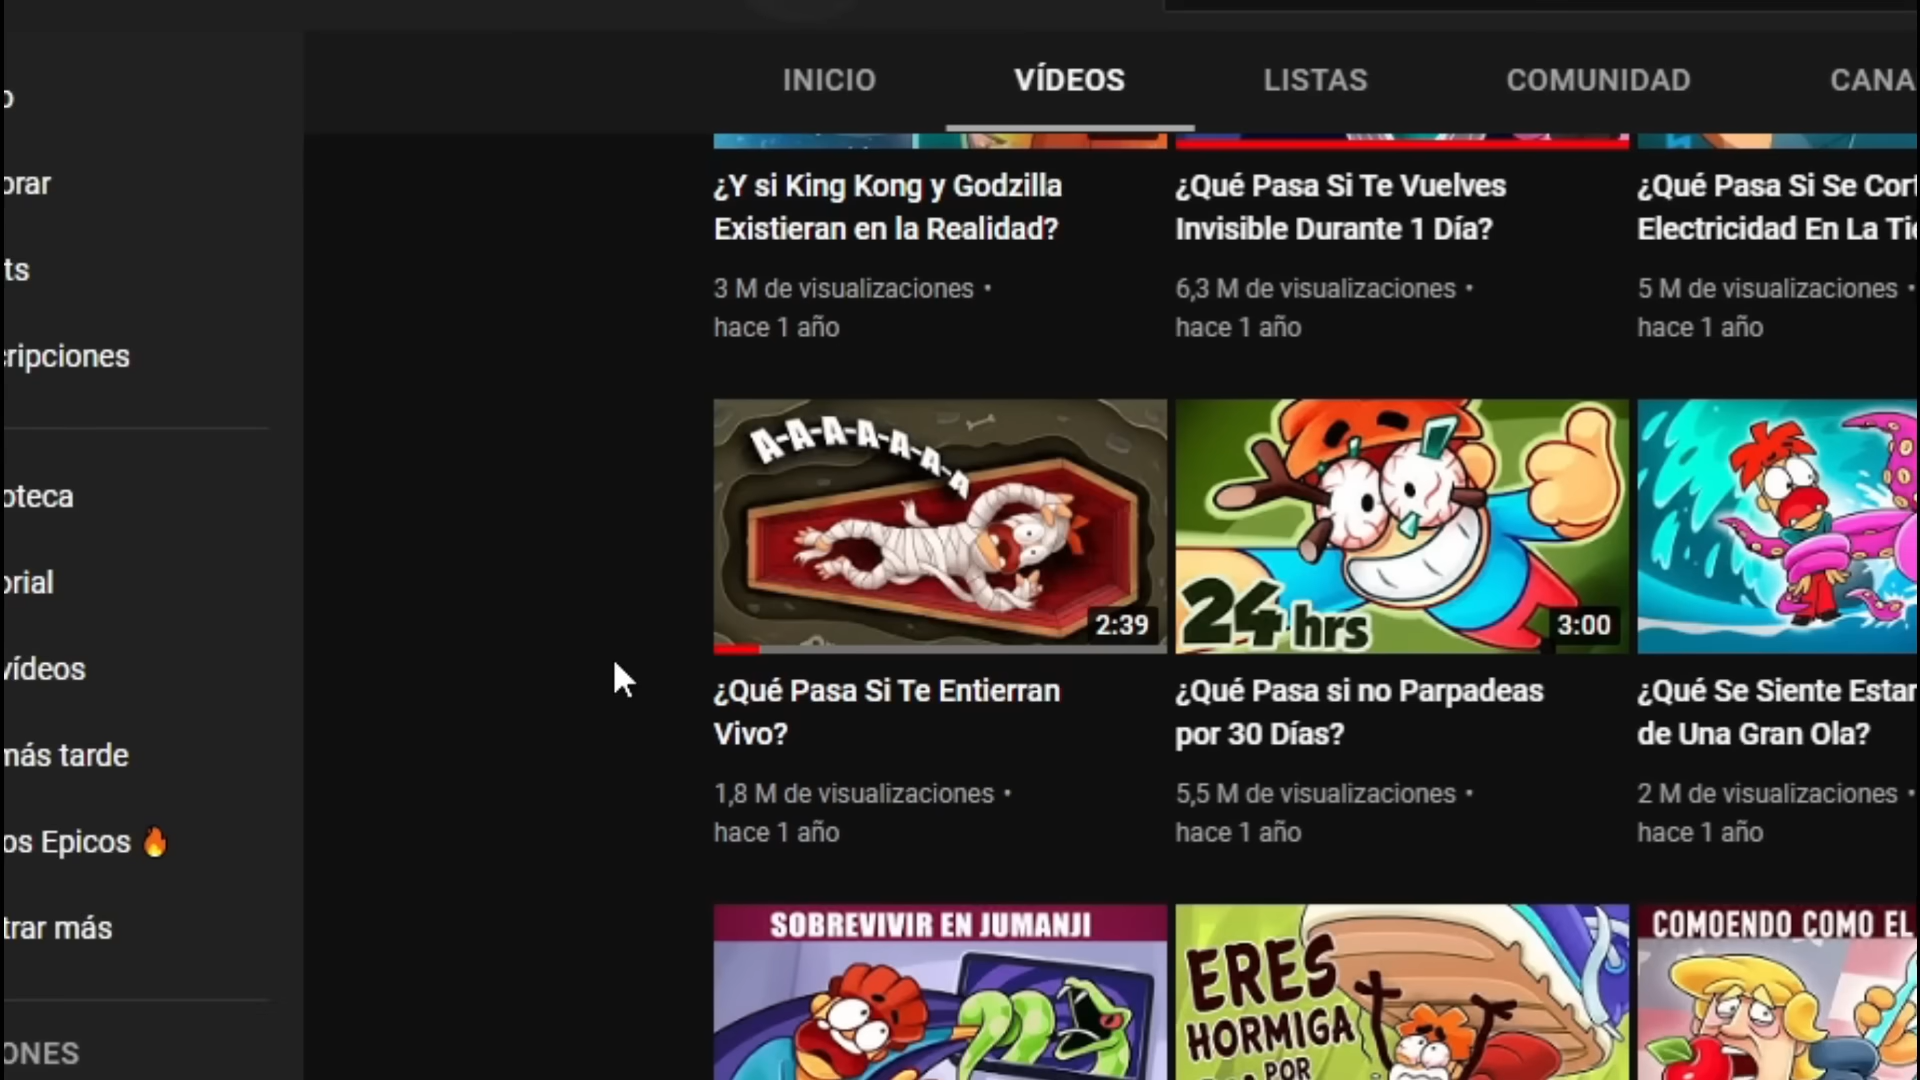 INICIO
VÍDEOS
LISTAS
COMUNIDAD
CANA
o
orar
ts
cripciones
oteca
orial
vídeos
más tarde
os Epicos 🔥
trar más
ONES
¿Y si King Kong y Godzilla
Existieran en la Realidad?
3 M de visualizaciones •
hace 1 año
¿Qué Pasa Si Te Vuelves
Invisible Durante 1 Día?
6,3 M de visualizaciones •
hace 1 año
¿Qué Pasa Si Se Cort
Electricidad En La Tie
5 M de visualizaciones •
hace 1 año
A-A-A-A-A-A-A
2:39
¿Qué Pasa Si Te Entierran
Vivo?
1,8 M de visualizaciones •
hace 1 año
24 hrs
3:00
¿Qué Pasa si no Parpadeas
por 30 Días?
5,5 M de visualizaciones •
hace 1 año
¿Qué Se Siente Estar
de Una Gran Ola?
2 M de visualizaciones •
hace 1 año
SOBREVIVIR EN JUMANJI
ERES
HORMIGA
POR
COMOENDO COMO EL